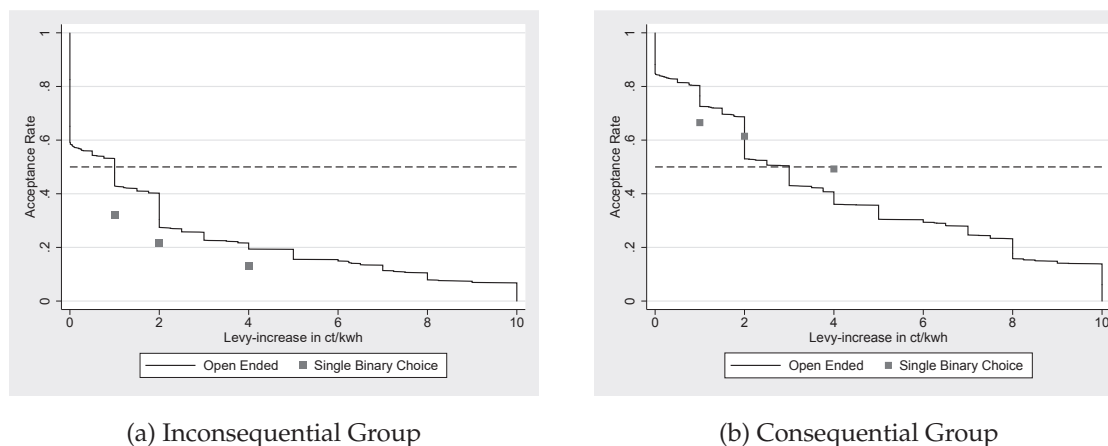 Acceptance Rate
1
.8
.6
.4
.2
0
0 2 4 6 8 10
Levy-increase in ct/kwh
Open Ended Single Binary Choice
(a) Inconsequential Group
Acceptance Rate
1
.8
.6
.4
.2
0
0 2 4 6 8 10
Levy-increase in ct/kwh
Open Ended Single Binary Choice
(b) Consequential Group